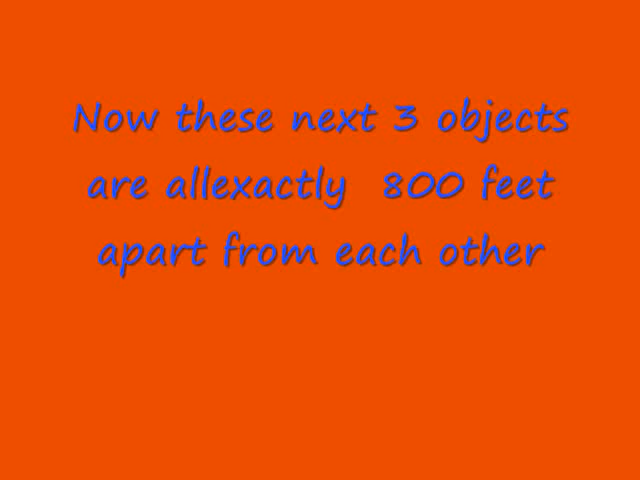 Now these next 3 objects
are allexactly  800 feet
apart from each other